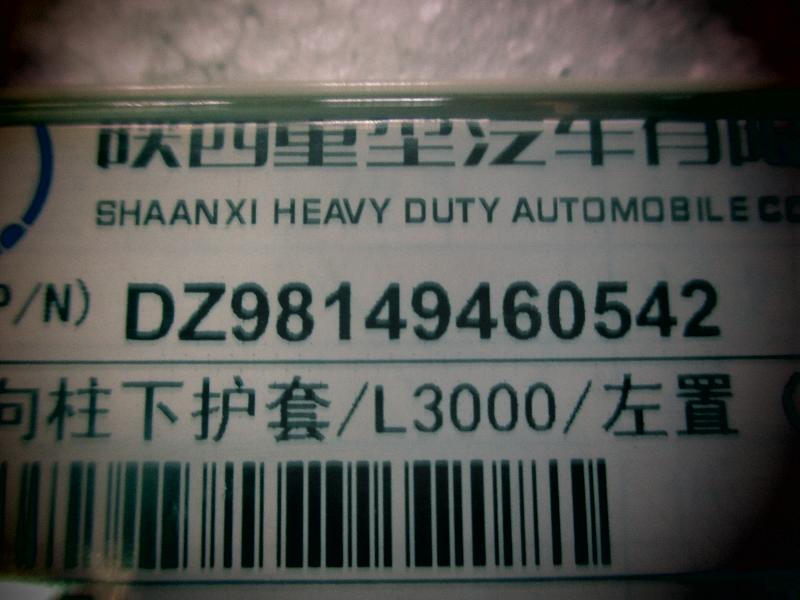 陕西重型汽车有限
SHAANXI HEAVY DUTY AUTOMOBILE CO
P/N) DZ98149460542
向柱下护套/L3000/左置